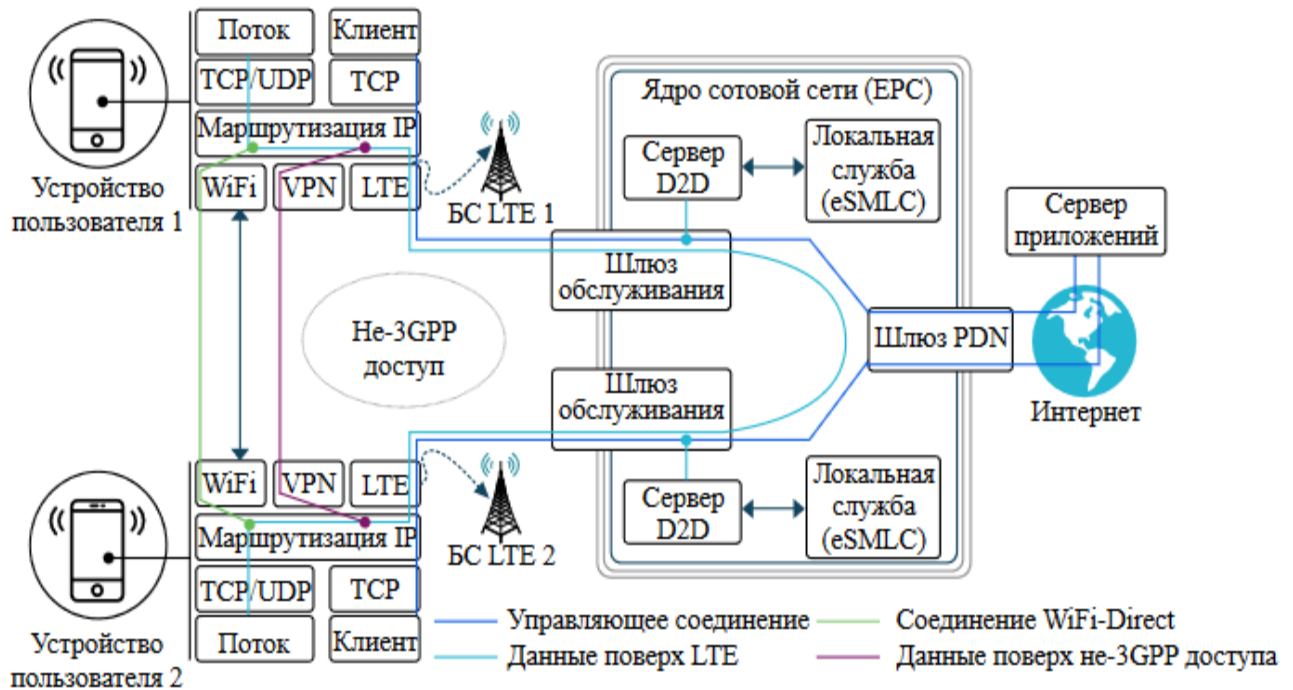 Поток
Клиент
TCP/UDP
TCP
Маршрутизация IP
WiFi
VPN
LTE
Устройство
пользователя 1
БС LTE 1
Ядро сотовой сети (EPC)
Сервер
D2D
Локальная
служба
(eSMLC)
Шлюз
обслуживания
Сервер
приложений
Не-3GPP
доступ
Шлюз PDN
Интернет
Шлюз
обслуживания
WiFi
VPN
LTE
Маршрутизация IP
TCP/UDP
TCP
Поток
Клиент
Устройство
пользователя 2
БС LTE 2
Сервер
D2D
Локальная
служба
(eSMLC)
Управляющее соединение
Данные поверх LTE
Соединение WiFi-Direct
Данные поверх не-3GPP доступа